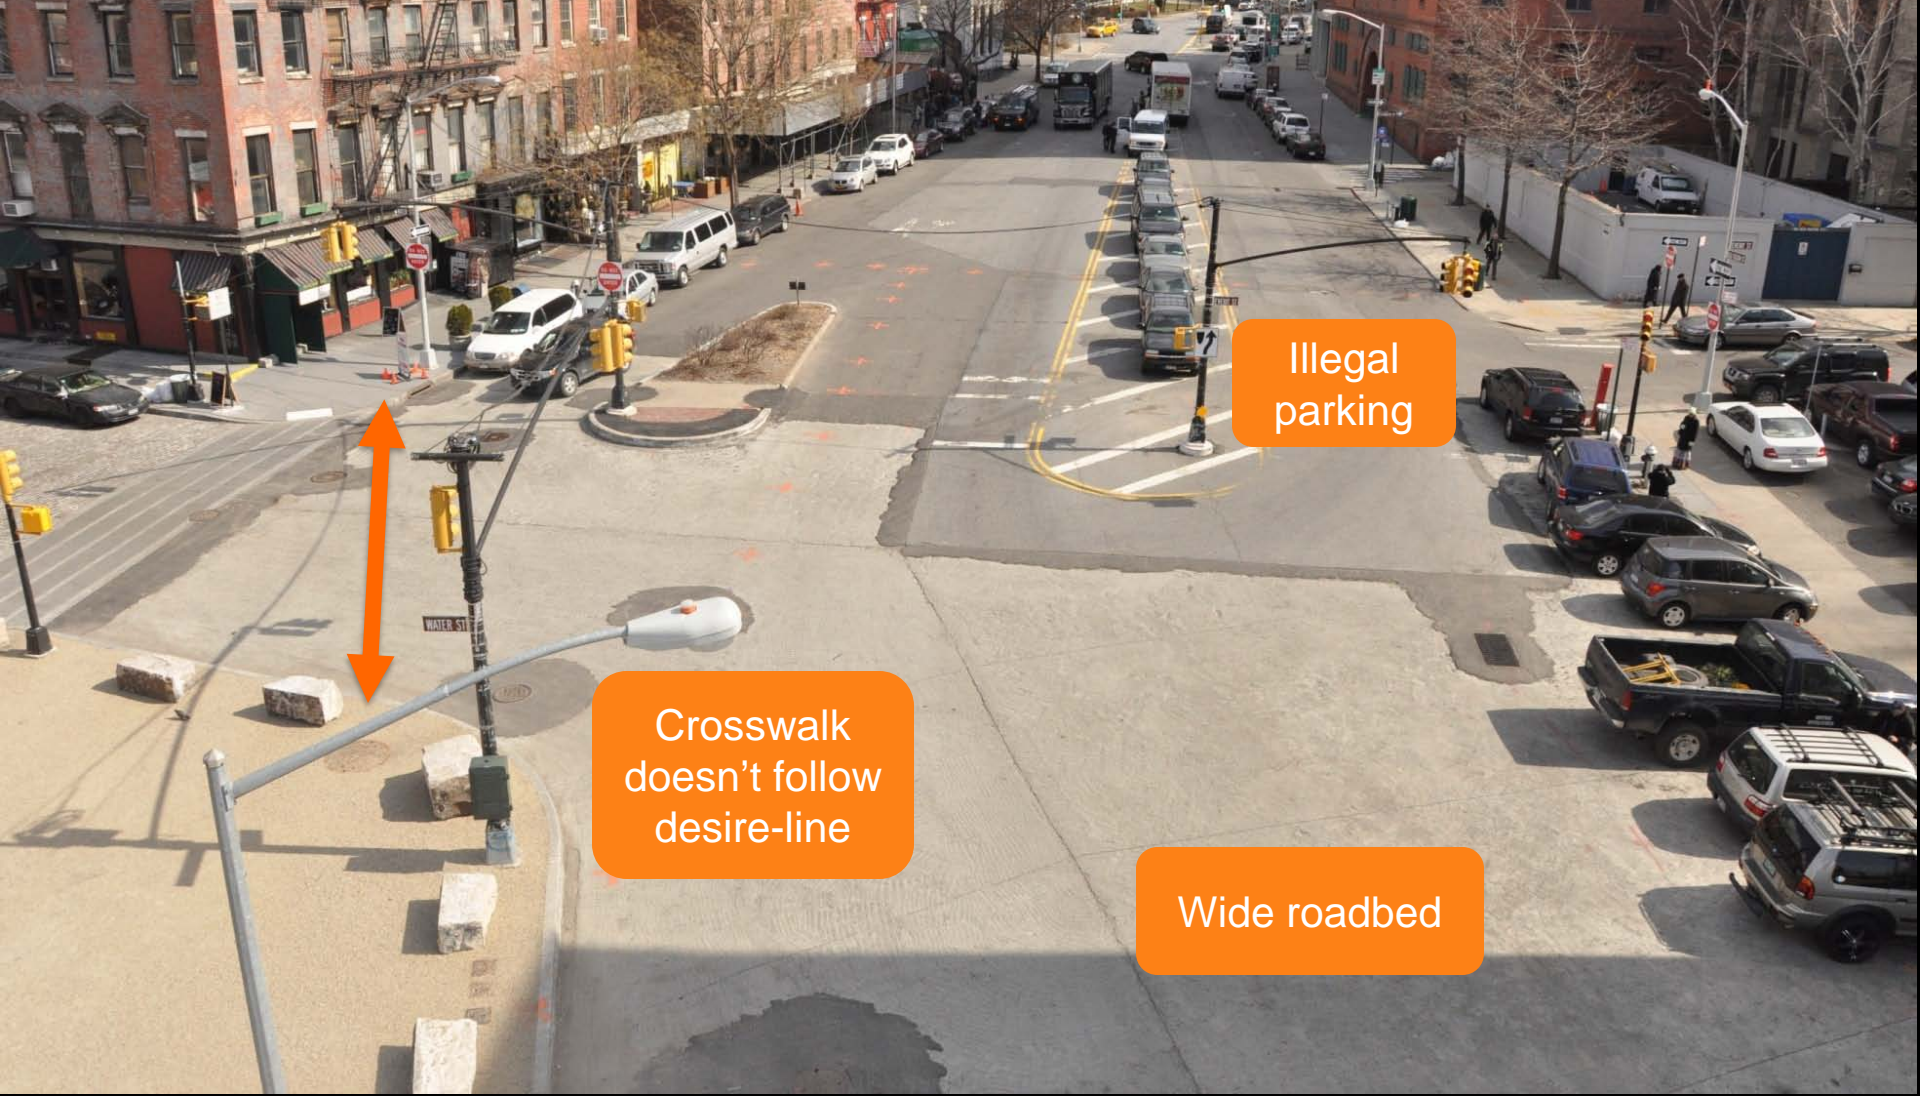 Illegal
parking
WATER ST
Crosswalk
doesn’t follow
desire-line
Wide roadbed